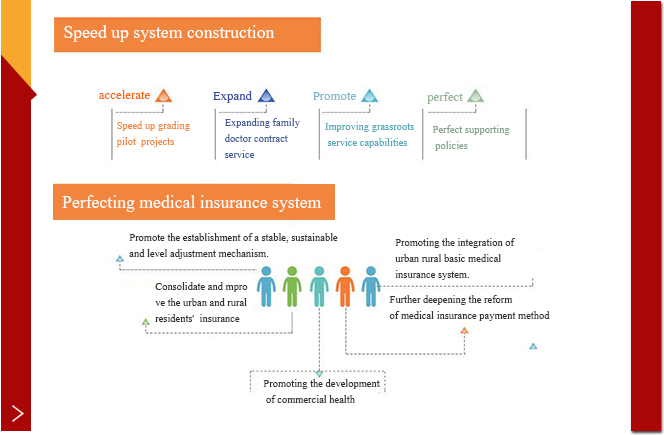 Speed up system construction
accelerate
Expand
Promote
perfect
Speed up grading
pilot projects
Expanding family
doctor contract
service
Improving grassroots
service capabilities
Perfect supporting
policies
Perfecting medical insurance system
Promote the establishment of a stable, sustainable
and level adjustment mechanism.
Consolidate and mpro
ve the urban and rural
residents' insurance
Promoting the integration of
urban rural basic medical
insurance system.
Further deepening the reform
of medical insurance payment method
Promoting the development
of commercial health